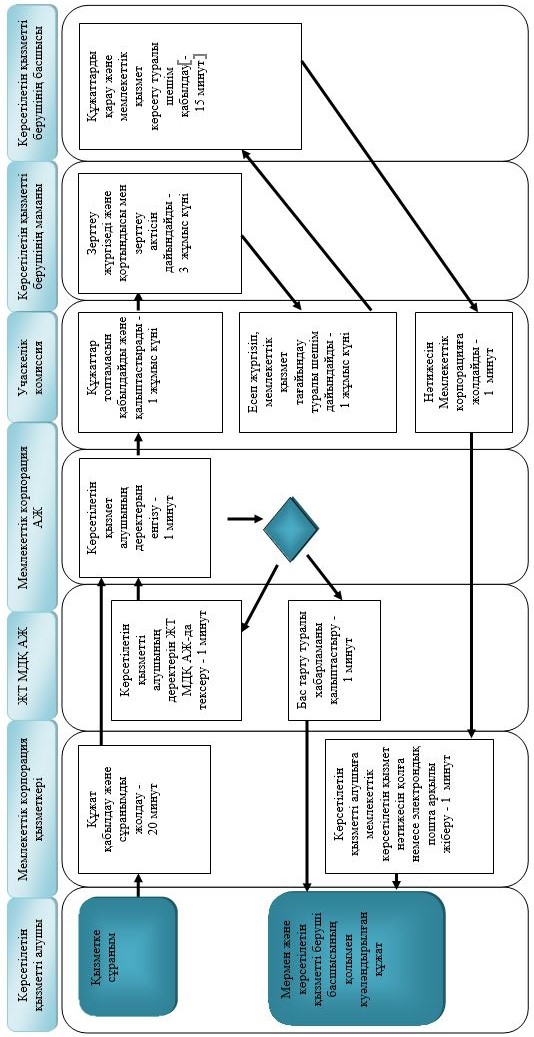 Көрсетілетін
қызметті алушы
Мемлекеттік корпорация
қызметкері
ЖТ МДҚ АЖ
Мемлекеттік корпорация
АЖ
Учаскелік
комиссия
Көрсетілетін қызметті
берушінің маманы
Көрсетілетін қызметті
берушінің басшысы
Қызметке
сұраным
Құжат
қабылдау және
сұранымды
жолдау -
20 минут
Көрсетілетін
қызметті
алушының
деректерін ЖТ
МДҚ АЖ-да
тексеру - 1 минут
Көрсетілетін
қызмет
алушының
деректерын
енгізу -
1 минут
Құжаттар
топтамасын
қабылдайды және
қалыптастырады -
1 жұмыс күні
Зерттеу
жүргізеді және
қортындысы мен
зерттеу
актісін
дайындайды -
3 жұмыс күні
Құжаттарды
қарау және
мемлекеттік
қызмет
көрсету туралы
шешім
қабылдау[-
15 минут]
Есеп жүргізіп,
мемлекеттік
қызмет
тағайындау
туралы шешім
дайындайды -
1 жұмыс күні
Бас тарту туралы
хабарламаны
қалыптастыру -
1 минут
Нәтижесін
Мемлекеттік
корпорацияға
жолдайды -
1 минут
Көрсетілетін
қызметті алушыға
мемлекеттік
көрсетілетін қызмет
нәтижесін қолға
немесе электрондық
пошта арқылы
жіберу - 1 минут
Мөрмен және
көрсетілетін
қызметті беруші
басшысының
қолымен
куәландырылған
құжат